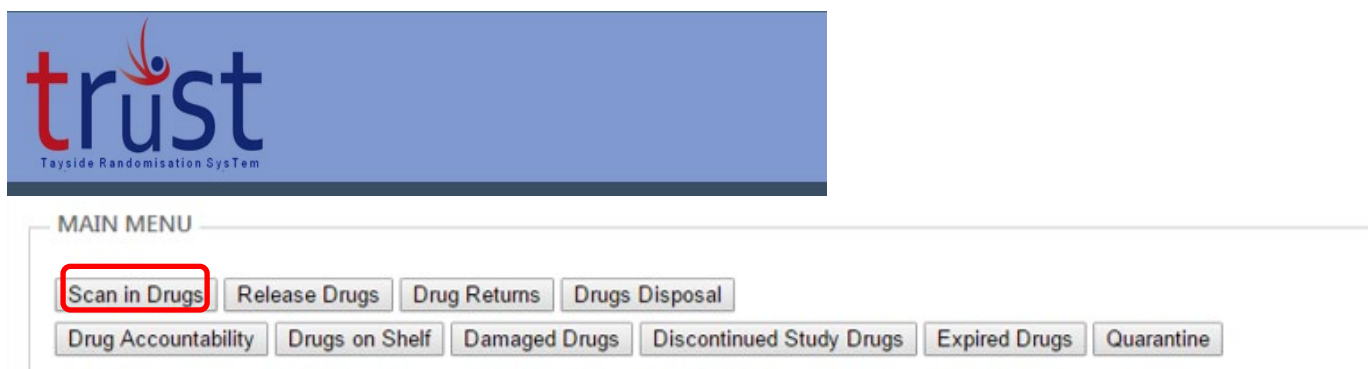 trust
Tayside Randomisation SysTem
MAIN MENU
Scan in Drugs Release Drugs Drug Returns Drugs Disposal
Drug Accountability Drugs on Shelf Damaged Drugs Discontinued Study Drugs Expired Drugs Quarantine